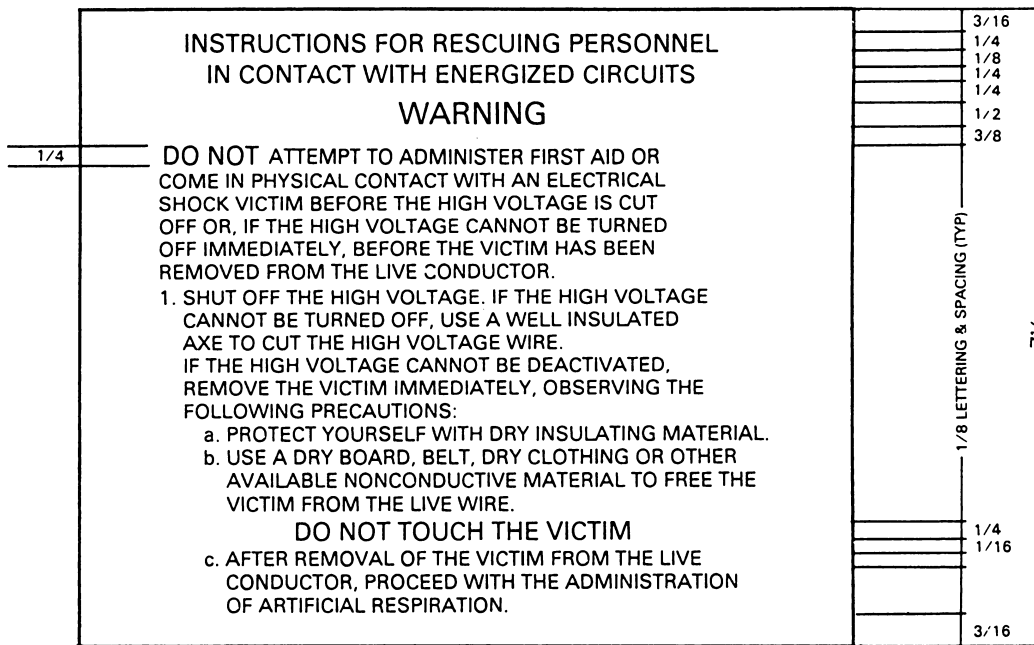 INSTRUCTIONS FOR RESCUING PERSONNEL
IN CONTACT WITH ENERGIZED CIRCUITS
WARNING
DO NOT ATTEMPT TO ADMINISTER FIRST AID OR
COME IN PHYSICAL CONTACT WITH AN ELECTRICAL
SHOCK VICTIM BEFORE THE HIGH VOLTAGE IS CUT
OFF OR, IF THE HIGH VOLTAGE CANNOT BE TURNED
OFF IMMEDIATELY, BEFORE THE VICTIM HAS BEEN
REMOVED FROM THE LIVE CONDUCTOR.
1. SHUT OFF THE HIGH VOLTAGE. IF THE HIGH VOLTAGE
CANNOT BE TURNED OFF, USE A WELL INSULATED
AXE TO CUT THE HIGH VOLTAGE WIRE.
IF THE HIGH VOLTAGE CANNOT BE DEACTIVATED,
REMOVE THE VICTIM IMMEDIATELY, OBSERVING THE
FOLLOWING PRECAUTIONS:
a. PROTECT YOURSELF WITH DRY INSULATING MATERIAL.
b. USE A DRY BOARD, BELT, DRY CLOTHING OR OTHER
AVAILABLE NONCONDUCTIVE MATERIAL TO FREE THE
VICTIM FROM THE LIVE WIRE.
DO NOT TOUCH THE VICTIM
c. AFTER REMOVAL OF THE VICTIM FROM THE LIVE
CONDUCTOR, PROCEED WITH THE ADMINISTRATION
OF ARTIFICIAL RESPIRATION.
1/4
3/16
1/4
1/8
1/4
1/4
1/2
3/8
1/8 LETTERING & SPACING (TYP)
1/4
1/16
3/16